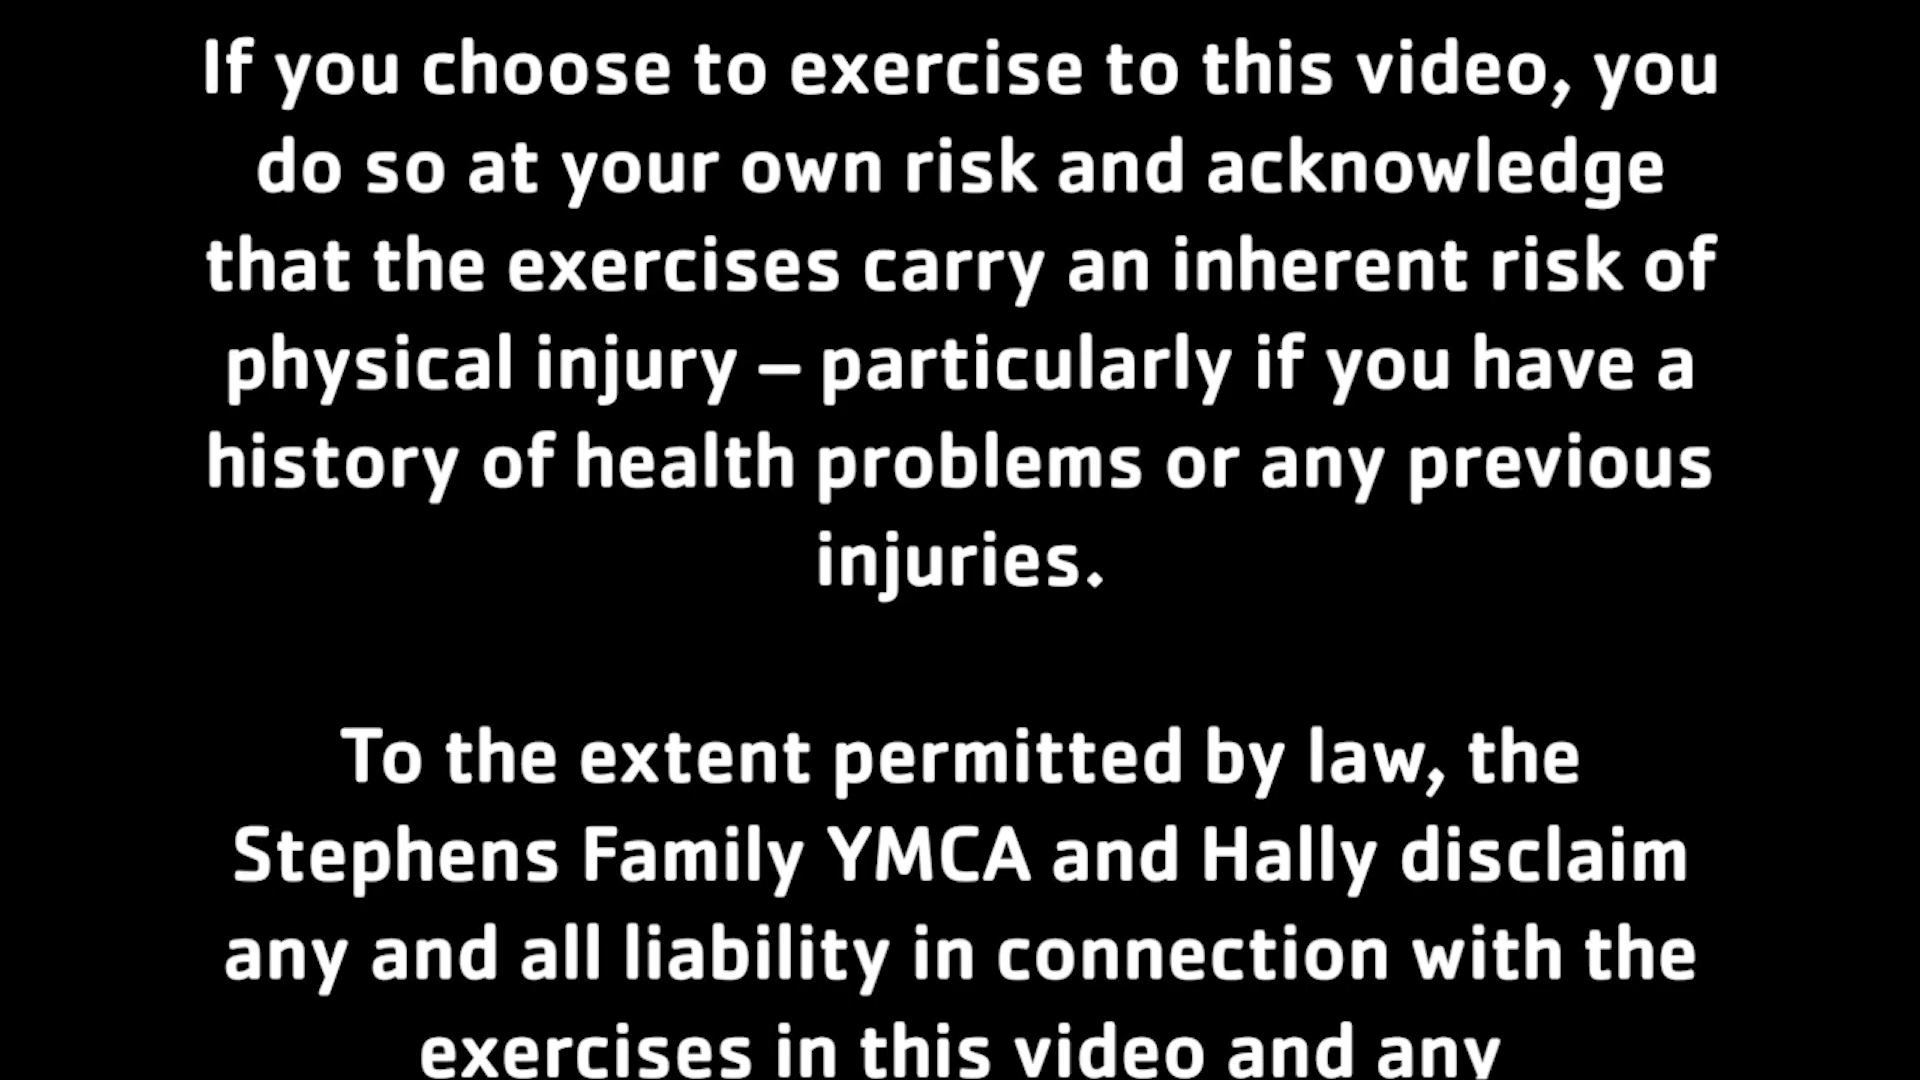 If you choose to exercise to this video, you
do so at your own risk and acknowledge
that the exercises carry an inherent risk of
physical injury – particularly if you have a
history of health problems or any previous
injuries.
To the extent permitted by law, the
Stephens Family YMCA and Hally disclaim
any and all liability in connection with the
exercises in this video and any